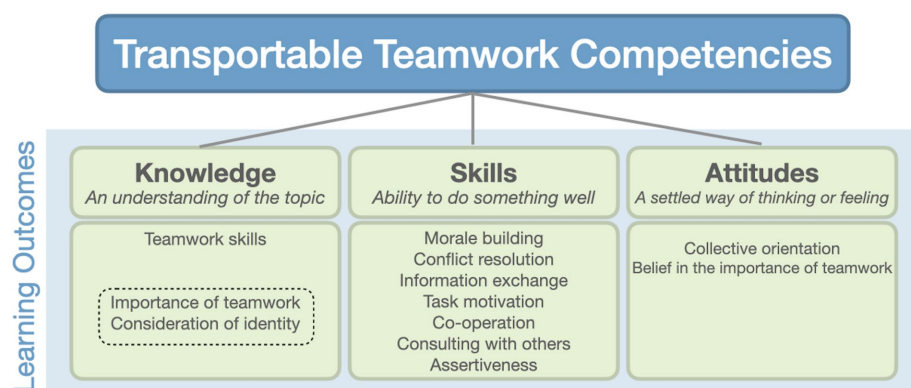 Transportable Teamwork Competencies
Learning Outcomes
Knowledge
An understanding of the topic
Teamwork skills
Importance of teamwork
Consideration of identity
Skills
Ability to do something well
Morale building
Conflict resolution
Information exchange
Task motivation
Co-operation
Consulting with others
Assertiveness
Attitudes
A settled way of thinking or feeling
Collective orientation
Belief in the importance of teamwork